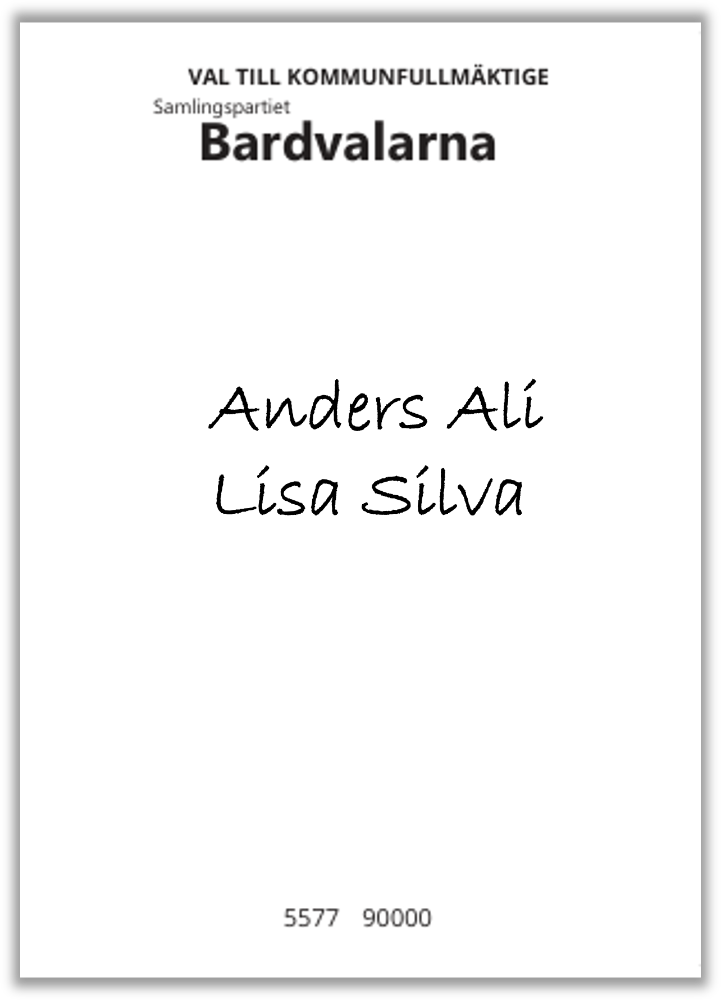 VAL TILL KOMMUNFULLMÄKTIGE
Samlingspartiet
Bardvalarna
Anders Ali
Lisa Silva
5577 90000